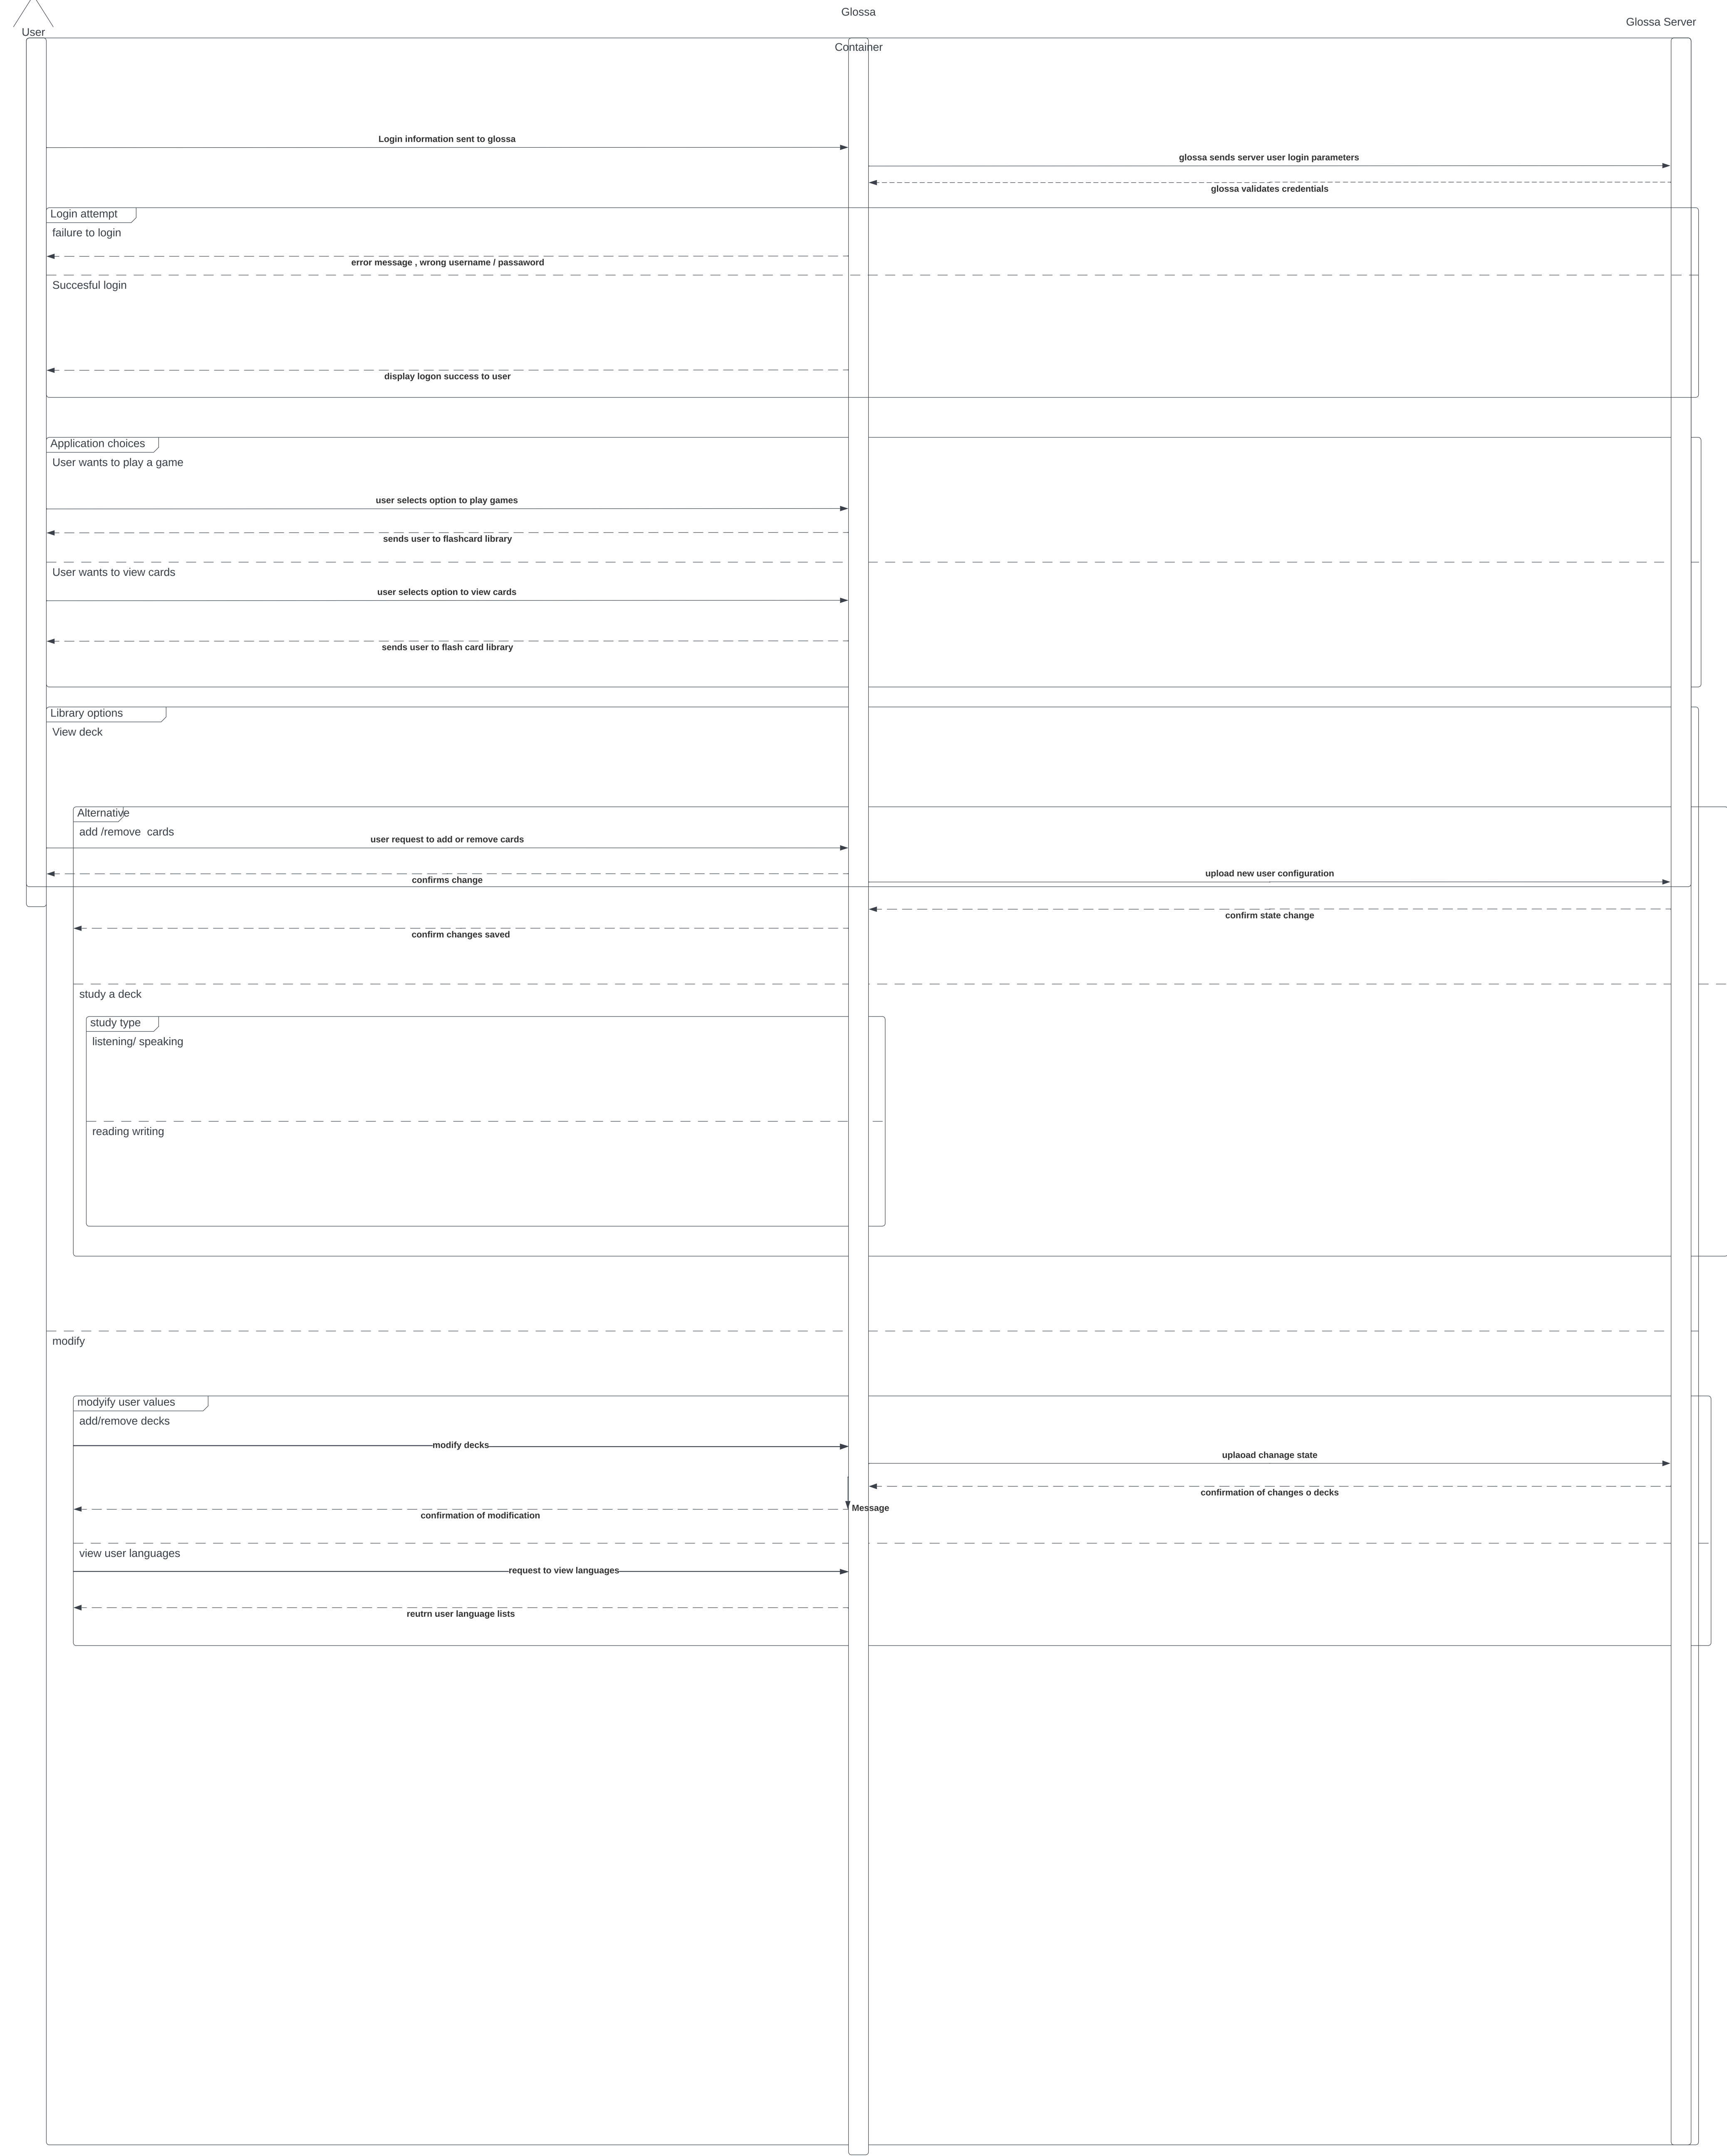 Glossa
Glossa Server
User
Container
Login information sent to glossa
glossa sends server user login parameters
glossa validates credentials
Login attempt
failure to login
error message , wrong username / passaword
Succesful login
display logon success to user
Application choices
User wants to play a game
user selects option to play games
sends user to flashcard library
User wants to view cards
user selects option to view cards
sends user to flash card library
Library options
View deck
Alternative
add /remove  cards
user request to add or remove cards
upload new user configuration
confirms change
confirm state change
confirm changes saved
study a deck
study type
listening/ speaking
reading writing
modify
modyify user values
add/remove decks
modify decks
uplaoad chanage state
confirmation of changes o decks
Message
confirmation of modification
view user languages
request to view languages
reutrn user language lists